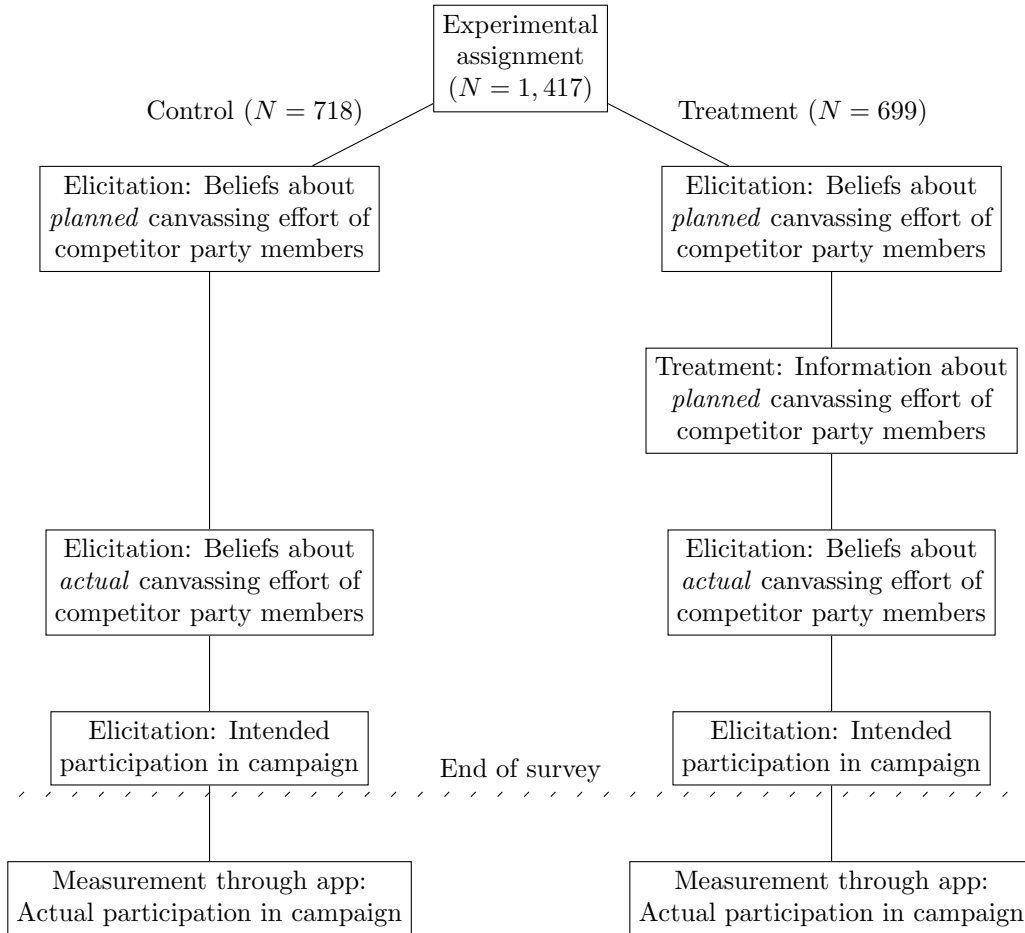 Experimental
assignment
(N = 1, 417)
Control (N = 718)
Treatment (N = 699)
Elicitation: Beliefs about
planned canvassing effort of
competitor party members
Elicitation: Beliefs about
planned canvassing effort of
competitor party members
Treatment: Information about
planned canvassing effort of
competitor party members
Elicitation: Beliefs about
actual canvassing effort of
competitor party members
Elicitation: Beliefs about
actual canvassing effort of
competitor party members
Elicitation: Intended
participation in campaign
Elicitation: Intended
participation in campaign
End of survey
Measurement through app:
Actual participation in campaign
Measurement through app:
Actual participation in campaign